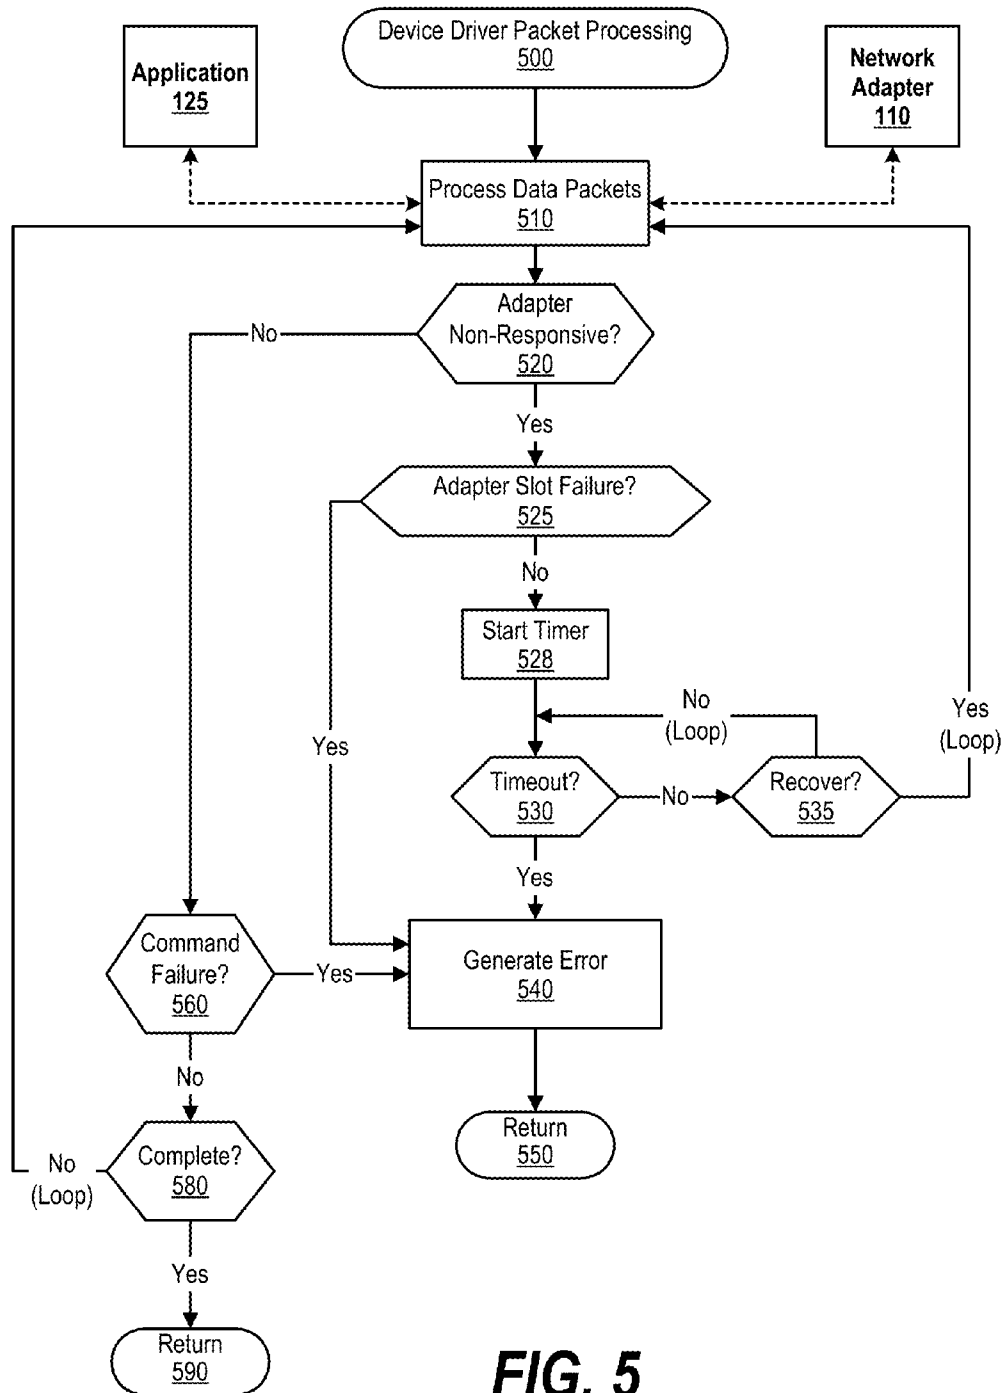 Device Driver Packet Processing
500
Application
125
Network
Adapter
110
Process Data Packets
510
Adapter
Non-Responsive?
520
No
Yes
Adapter Slot Failure?
525
No
Start Timer
528
No
(Loop)
Yes
(Loop)
Yes
Timeout?
530
No
Recover?
535
Yes
Command
Failure?
560
Yes
Generate Error
540
No
Return
550
Complete?
580
No
(Loop)
Yes
Return
590
FIG. 5